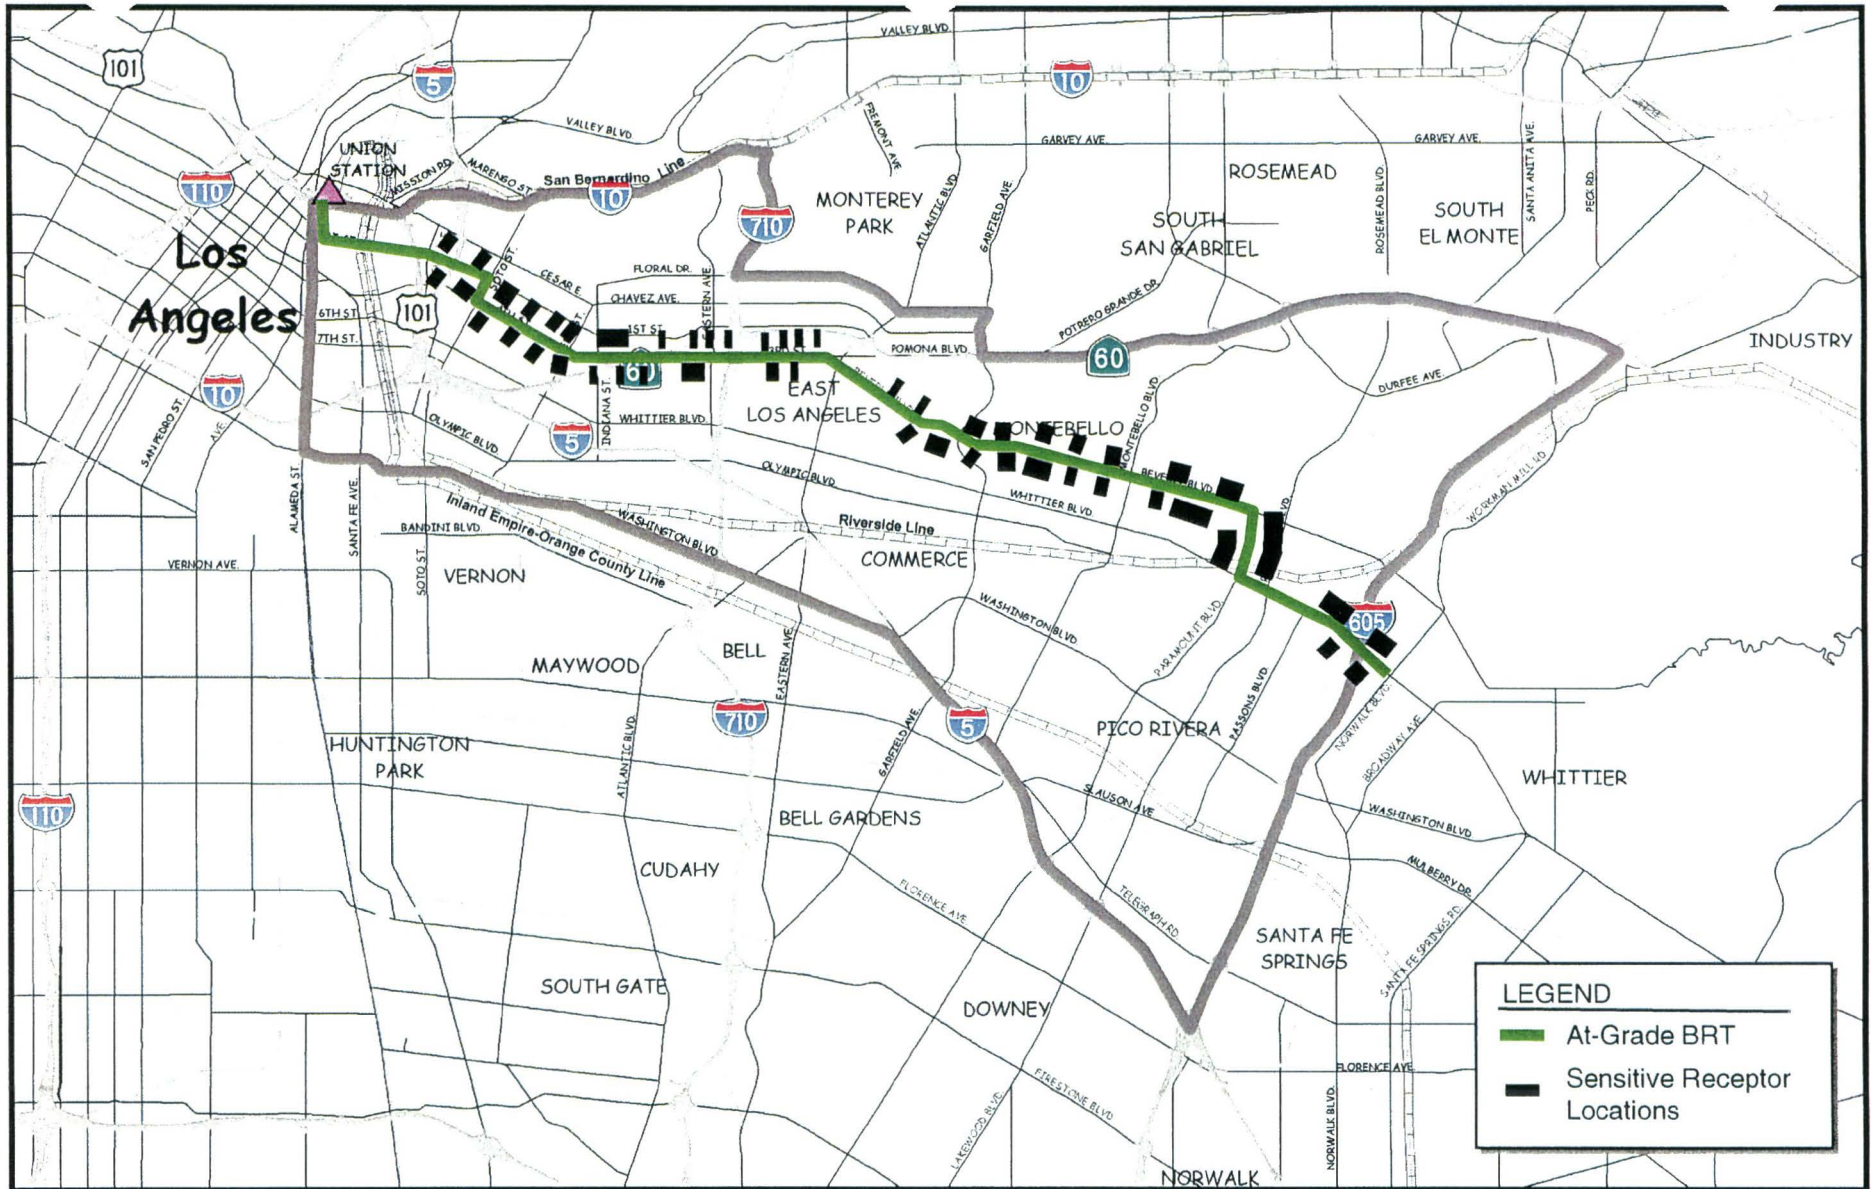 VALLEY BLVD.
101
5
10
VALLEY BLVD.
FREMONT AVE
GARVEY AVE.
GARVEY AVE.
SANTA ANITA AVE.
UNION
STATION
MISSION RD.
MARENGO ST.
San Bernardino Line
10
110
710
MONTEREY
PARK
ATLANTIC BLVD
GARFIELD AVE.
ROSEMEAD
SOUTH
SAN GABRIEL
ROSEMEAD BLVD.
SOUTH
EL MONTE
PECK RD.
Los
Angeles
SOTO ST.
CESAR E.
CHAVEZ AVE.
FLORAL DR.
EASTERN AVE
POTRERO GRANDE DR.
6TH ST.
7TH ST.
101
1ST ST.
3RD ST.
POMONA BLVD.
60
60
INDUSTRY
DURFEE AVE.
10
SAN PEDRO ST.
AVE.
OLYMPIC BLVD
5
INDIANA ST.
WHITTIER BLVD.
EAST
LOS ANGELES
MONTEBELLO BLVD
BEVERLY BLVD
OLYMPIC BLVD
WHITTIER BLVD.
WORKMAN MILL RD
ALAMEDA ST
SANTA FE AVE.
BANDINI BLVD.
SOTO ST.
Inland Empire-Orange County Line
WASHINGTON BLVD
Riverside Line
COMMERCE
VERNON AVE.
VERNON
WASHINGTON BLVD
PARAMOUNT BLVD.
605
MAYWOOD
BELL
EASTERN AVE.
710
5
PICO RIVERA
PASSONS BLVD
NORWALK BLVD.
BROADWAY AVE.
HUNTINGTON
PARK
ATLANTIC BLVD.
GARFIELD AVE.
WHITTIER
110
BELL GARDENS
SLAUSON AVE
WASHINGTON BLVD
CUDAHY
MULBERRY DR.
FLORENCE AVE.
TELEGRAPH RD.
SANTA FE
SPRINGS
SANTA FE SPRINGS RD.
SOUTH GATE
DOWNEY
FIRESTONE BLVD
FLORENCE AVE.
LAKEWOOD BLVD.
NORWALK BLVD.
NORWALK
LEGEND
At-Grade BRT
Sensitive Receptor
Locations